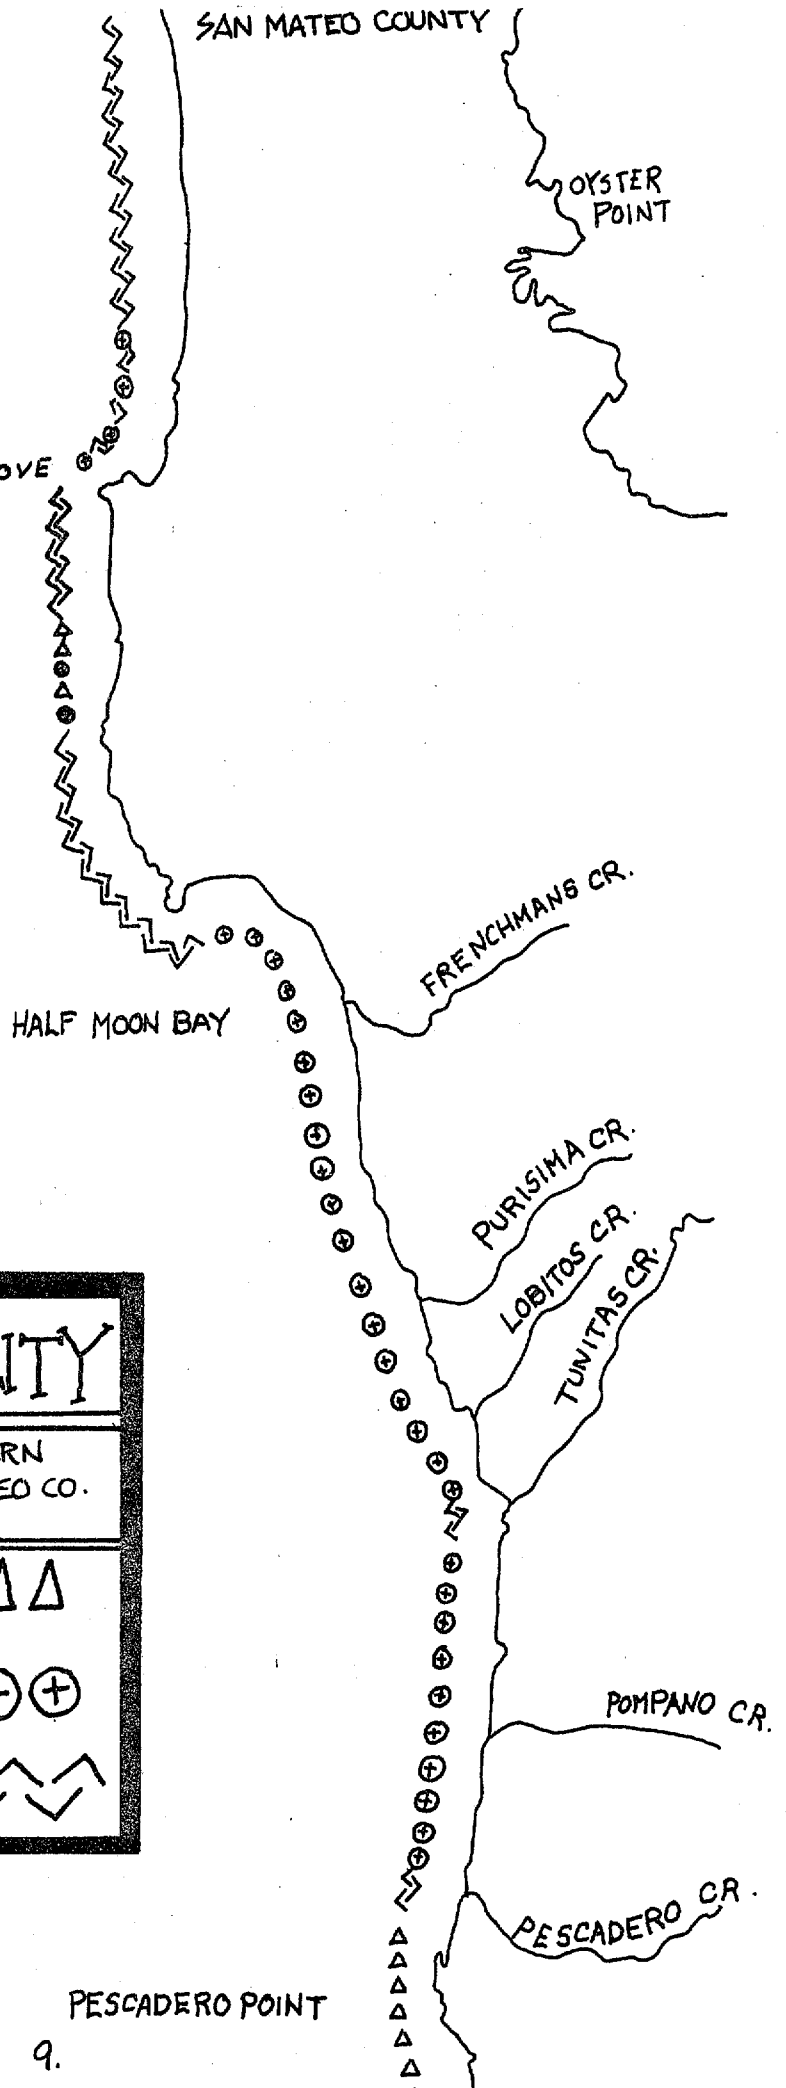 SAN MATEO COUNTY
OYSTER
POINT
OVE
FRENCHMANS CR.
HALF MOON BAY
PURISIMA CR.
LOBITOS CR.
TUNITAS CR.
ITY
RN
EO CO.
POMPANO CR.
PESCADERO CR.
PESCADERO POINT
9.